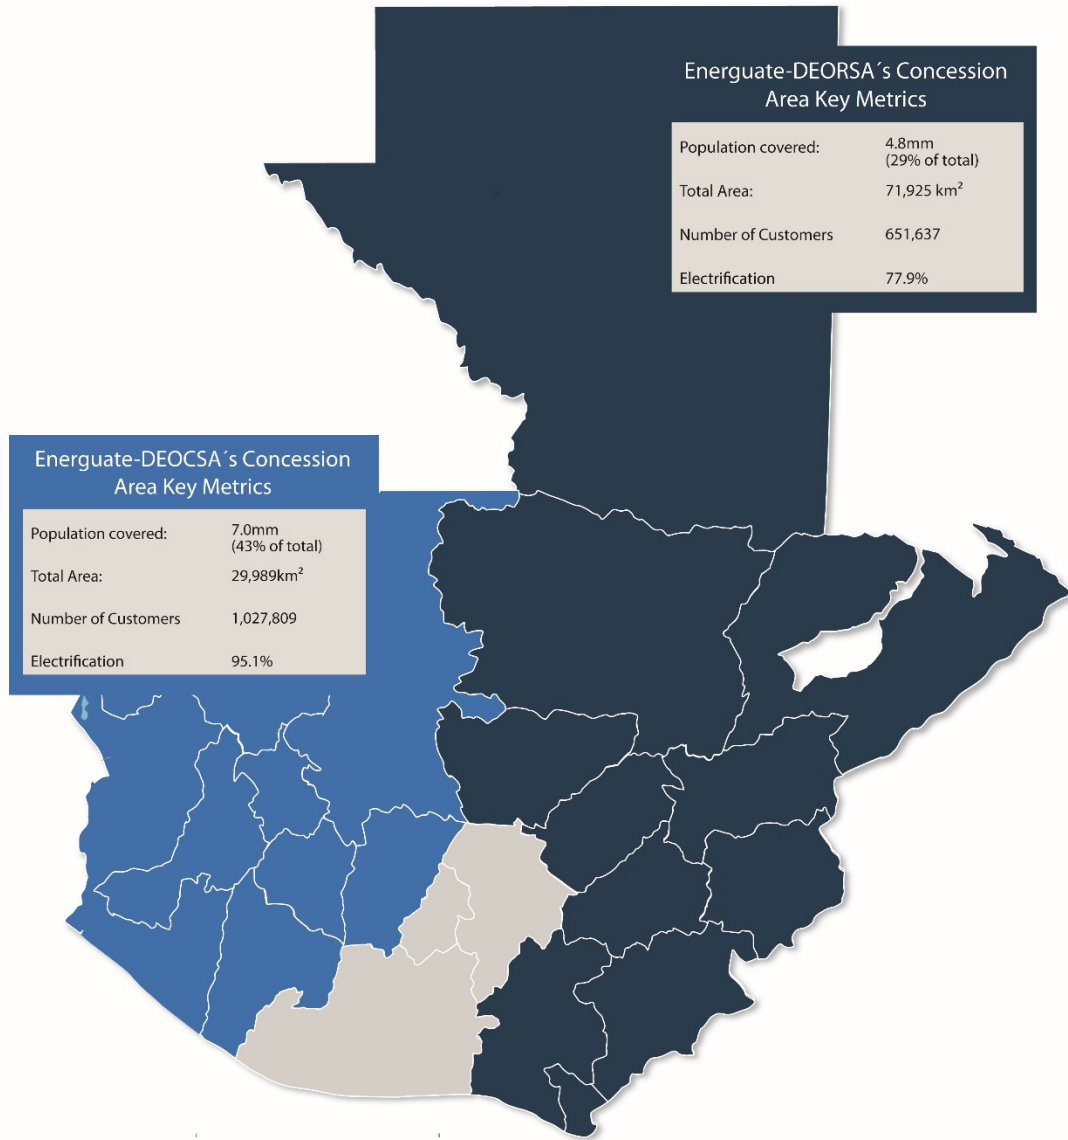 Energuate-DEORSA´s Concession
Area Key Metrics
Population covered: 4.8mm
(29% of total)
Total Area: 71,925 km²
Number of Customers 651,637
Electrification 77.9%
Energuate-DEOCSA´s Concession
Area Key Metrics
Population covered: 7.0mm
(43% of total)
Total Area: 29,989km²
Number of Customers 1,027,809
Electrification 95.1%